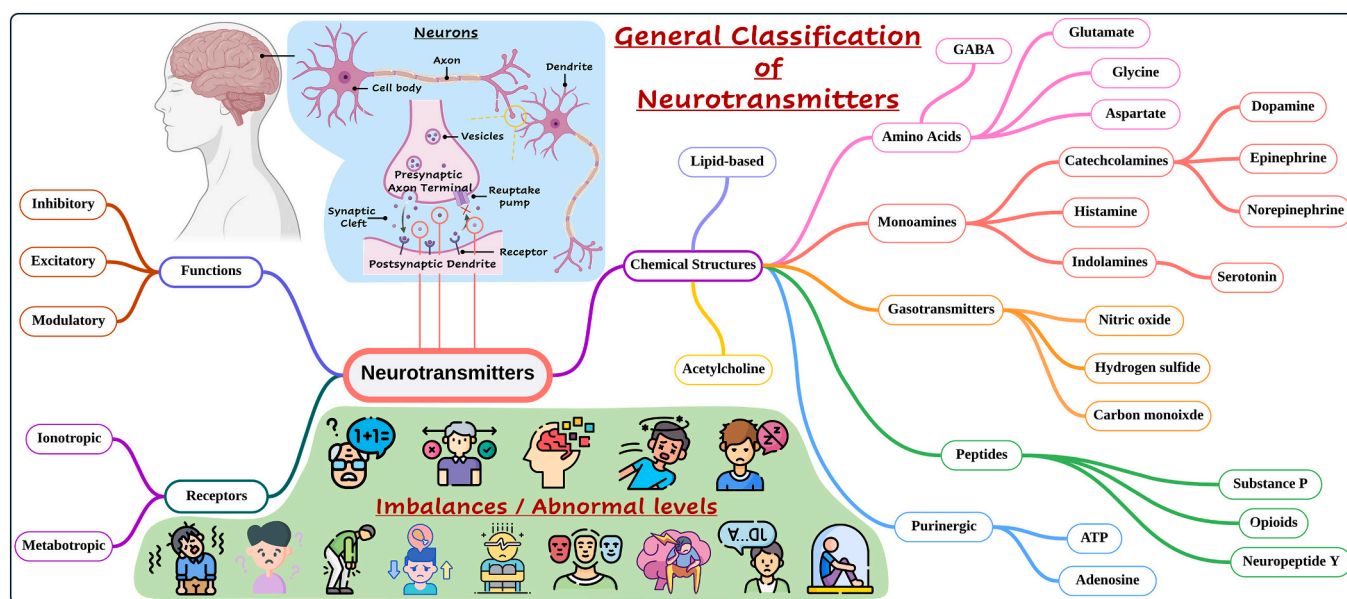 General Classification
of
Neurotransmitters
Neurons
Axon
Dendrite
Cell body
Vesicles
Presynaptic
Axon Terminal
Reuptake
pump
Synaptic
Cleft
Receptor
Postsynaptic Dendrite
Inhibitory
Excitatory
Modulatory
Functions
Neurotransmitters
Ionotropic
Metabotropic
Receptors
Chemical Structures
Lipid-based
Acetylcholine
Amino Acids
GABA
Glutamate
Glycine
Aspartate
Monoamines
Catechcolamines
Dopamine
Epinephrine
Norepinephrine
Histamine
Indolamines
Serotonin
Gasotransmitters
Nitric oxide
Hydrogen sulfide
Carbon monoixde
Peptides
Substance P
Opioids
Neuropeptide Y
Purinergic
ATP
Adenosine
1+1=
Z
Z
Z
Imbalances / Abnormal levels
? ?
? ?